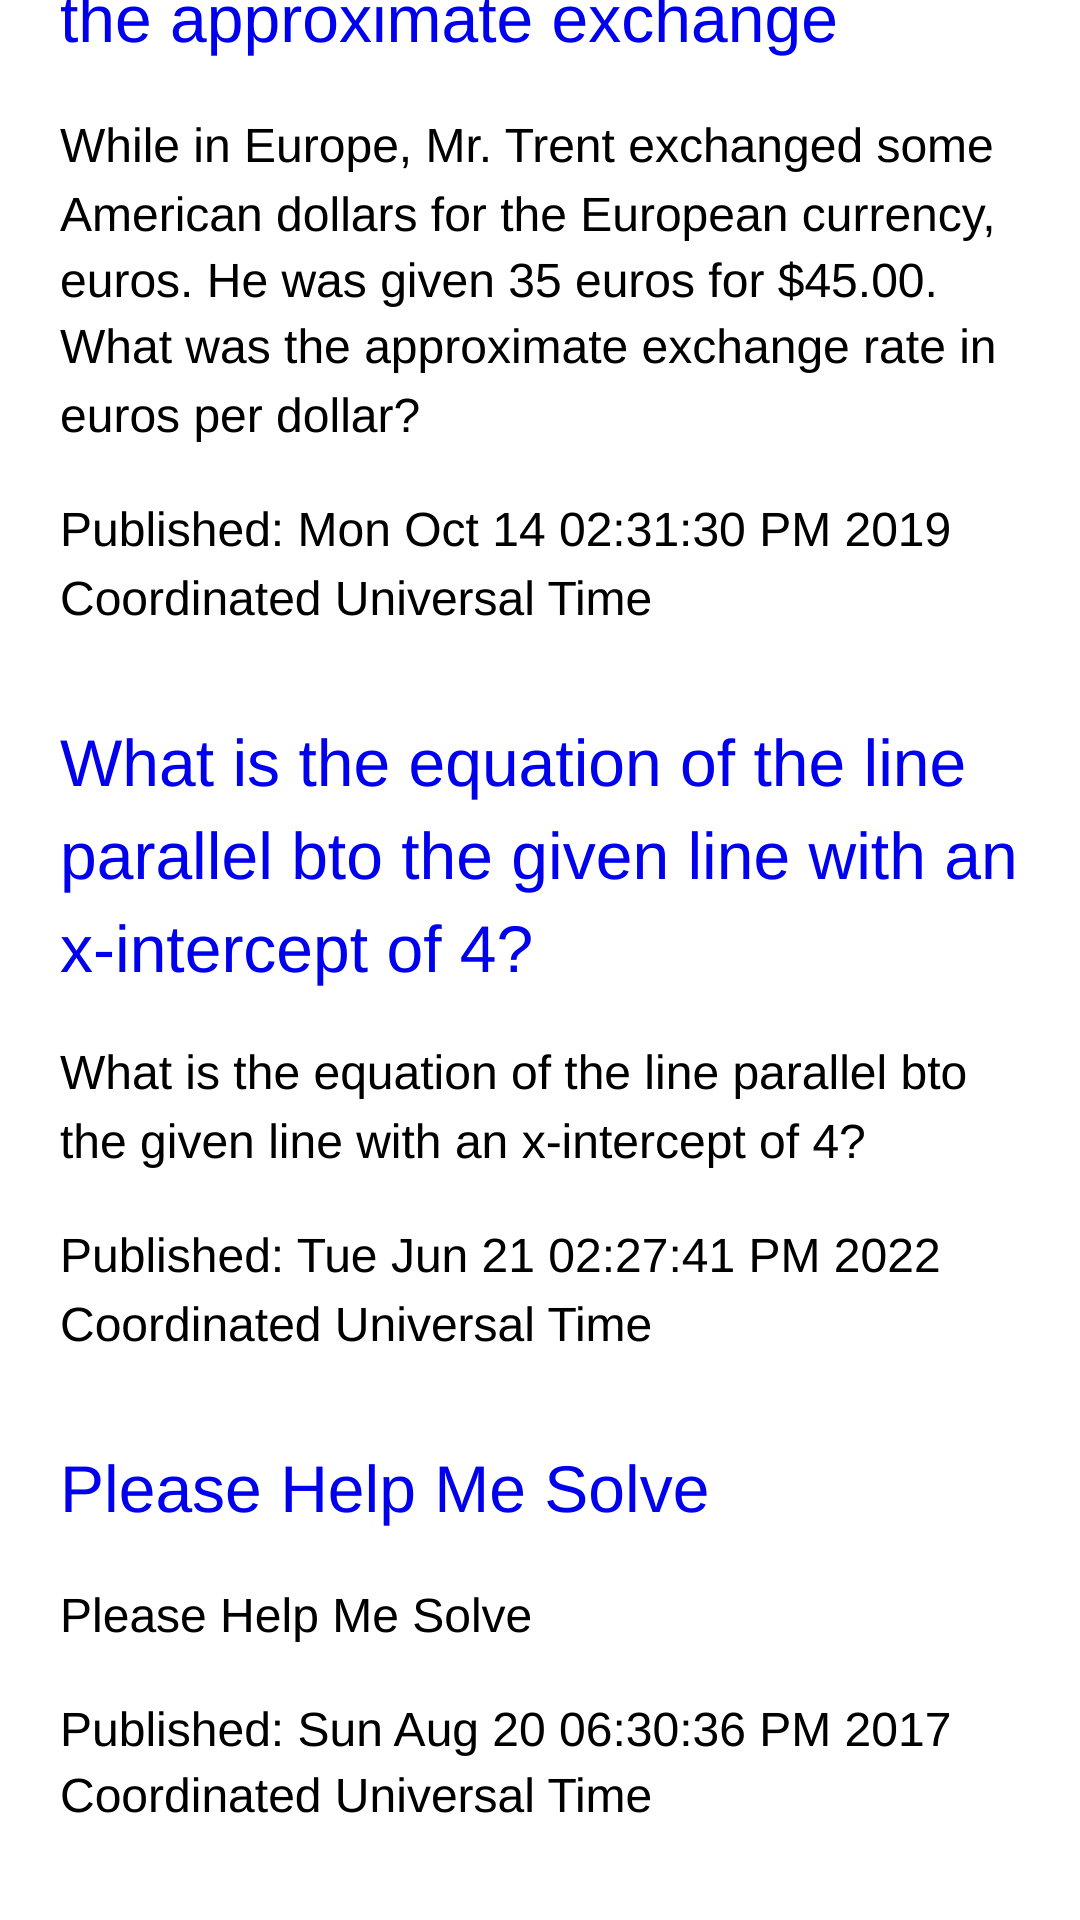 the approximate exchange
While in Europe, Mr. Trent exchanged some
American dollars for the European currency,
euros. He was given 35 euros for $45.00.
What was the approximate exchange rate in
euros per dollar?
Published: Mon Oct 14 02:31:30 PM 2019
Coordinated Universal Time
What is the equation of the line
parallel bto the given line with an
x-intercept of 4?
What is the equation of the line parallel bto
the given line with an x-intercept of 4?
Published: Tue Jun 21 02:27:41 PM 2022
Coordinated Universal Time
Please Help Me Solve
Please Help Me Solve
Published: Sun Aug 20 06:30:36 PM 2017
Coordinated Universal Time